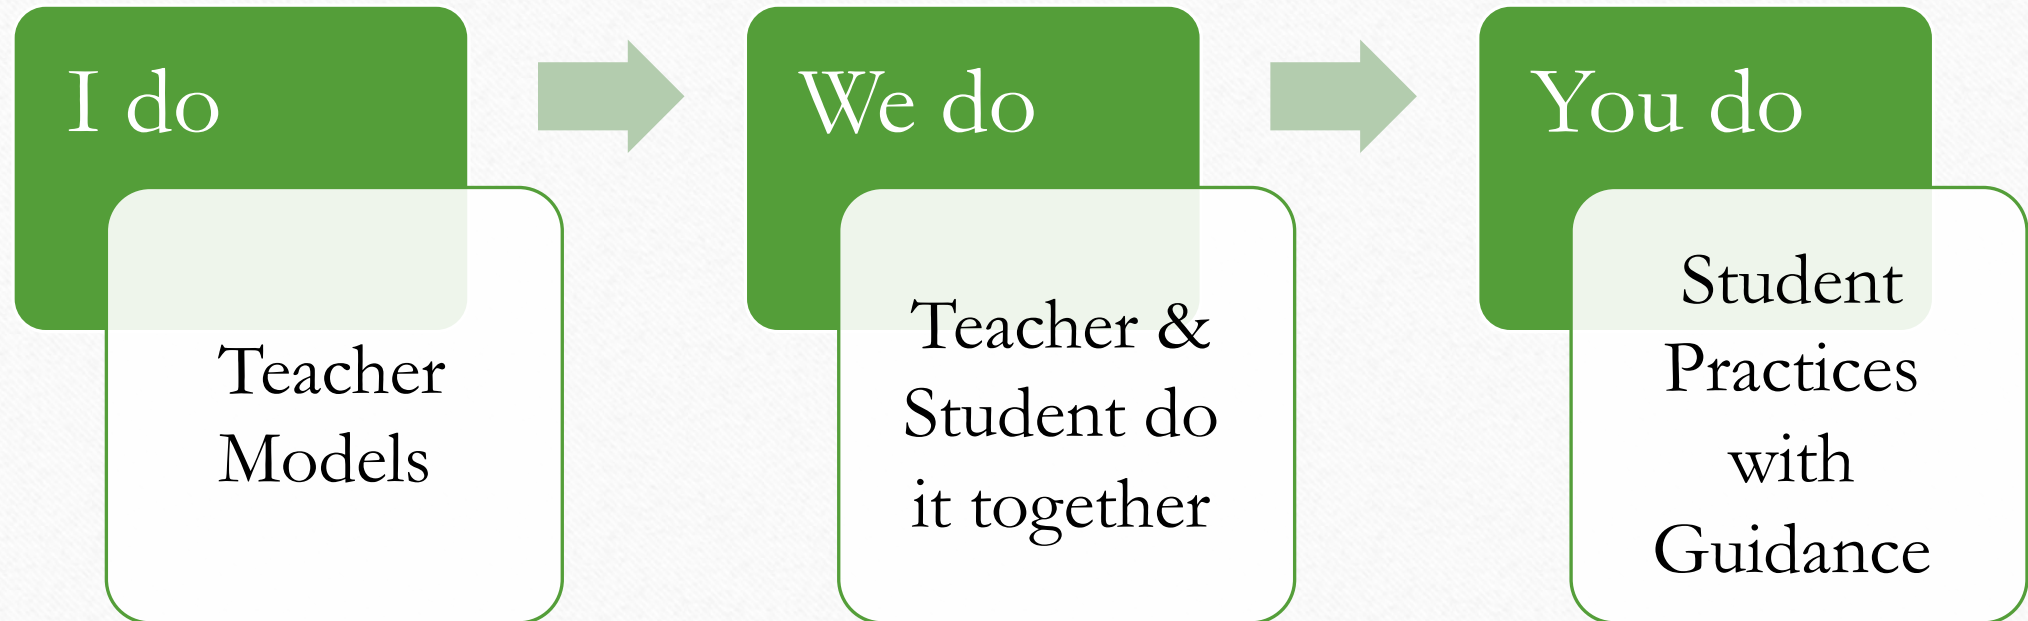 I do
Teacher
Models
We do
Teacher &
Student do
it together
You do
Student
Practices
with
Guidance